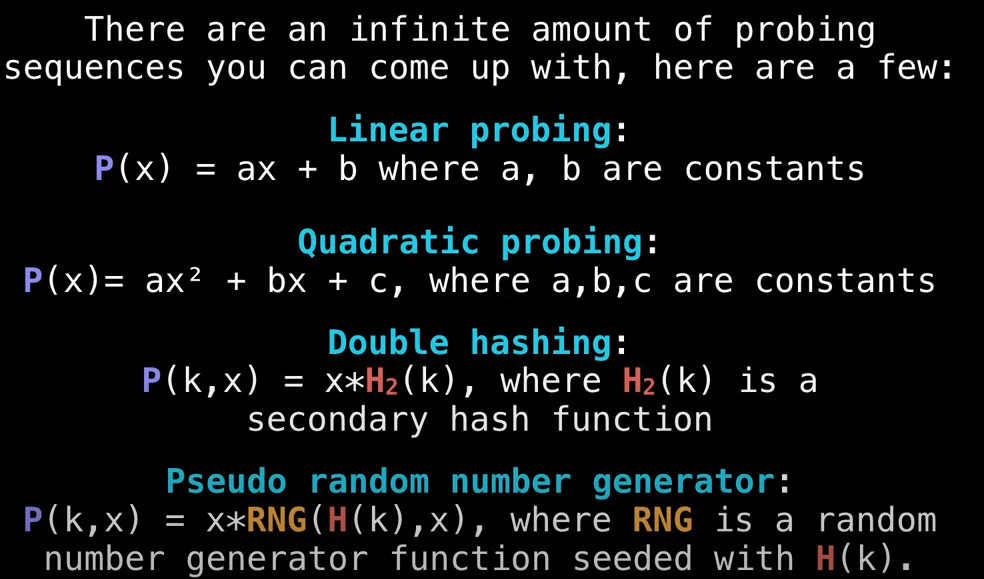 There are an infinite amount of probing
sequences you can come up with, here are a few:
Linear probing:
P(x) = ax + b where a, b are constants
Quadratic probing:
P(x)= ax² + bx + c, where a,b,c are constants
Double hashing:
P(k,x) = x*H₂(k), where H₂(k) is a
secondary hash function
Pseudo random number generator:
P(k,x) = x*RNG(H(k),x), where RNG is a random
number generator function seeded with H(k).